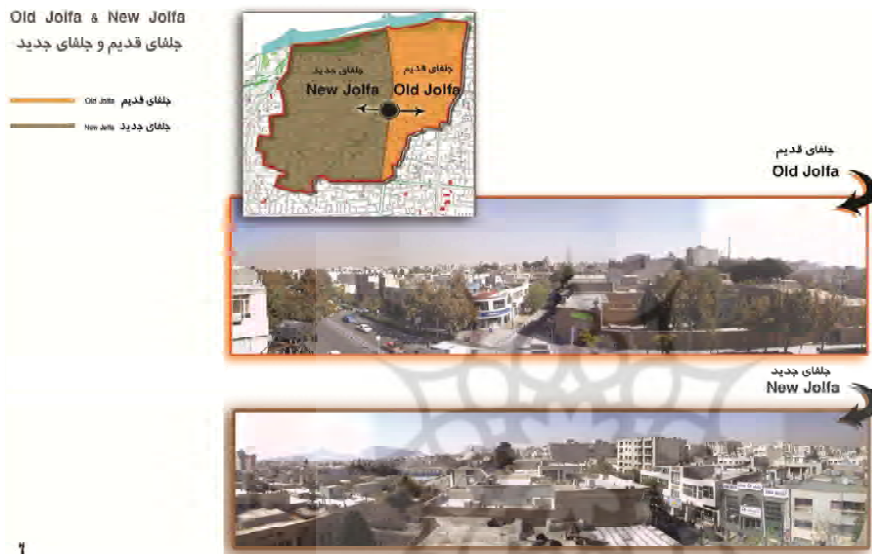 Old Jolfa & New Jolfa
جلفای قدیم و جلفای جدید
جلفای قدیم Old Jolfa
جلفای جدید New Jolfa
جلفای جدید
New Jolfa
جلفای قدیم
Old Jolfa
جلفای قدیم
Old Jolfa
جلفای جدید
New Jolfa